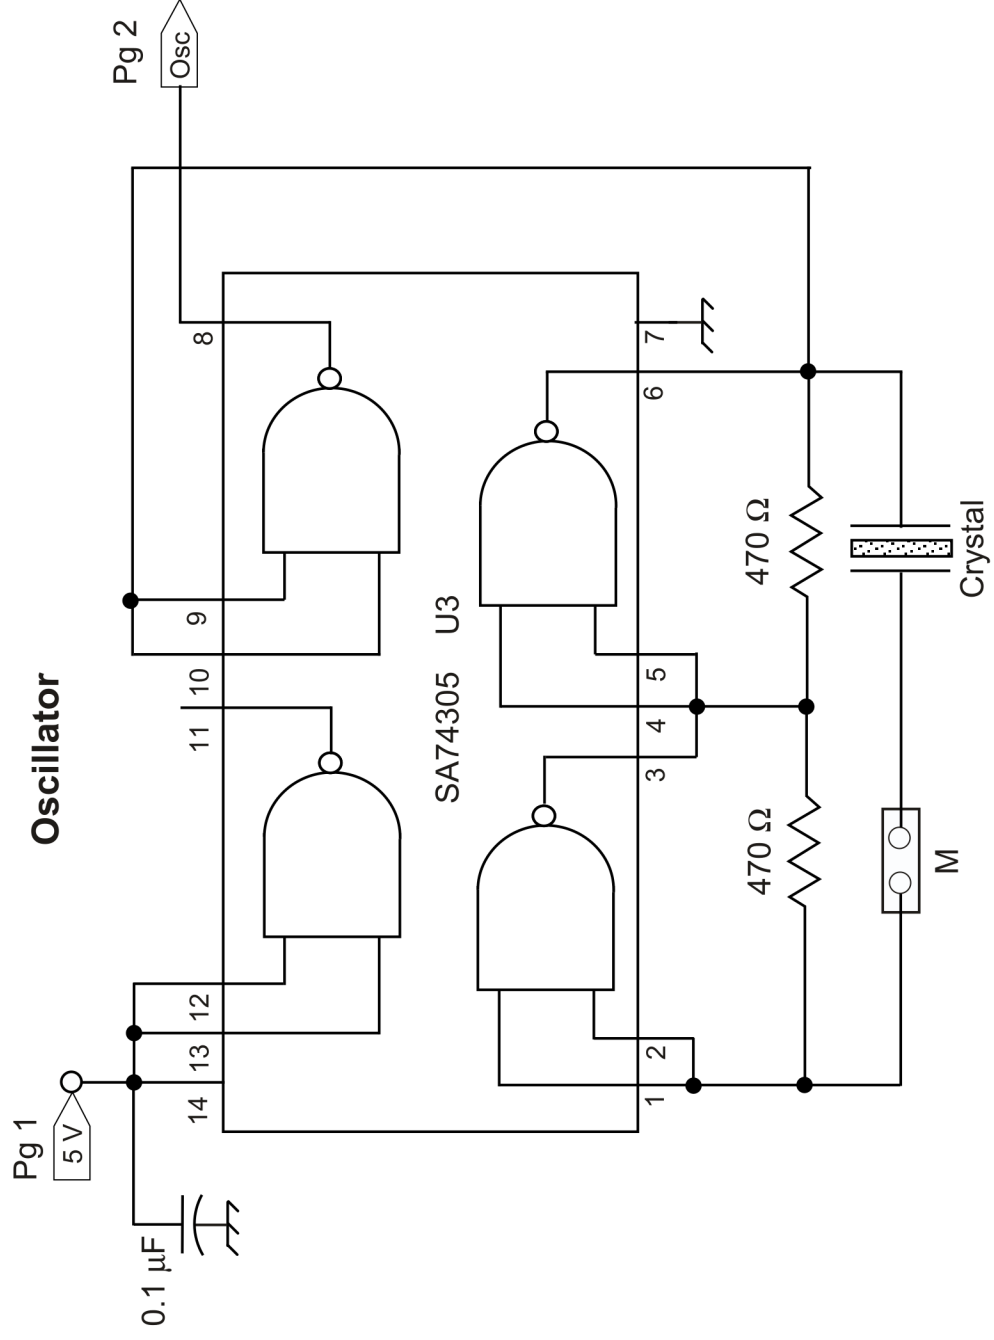 Oscillator
Pg 1
5 V
0.1 μF
14
13
12
11
10
9
8
Pg 2
Osc
SA74305 U3
1
2
3
4
5
6
7
470 Ω
470 Ω
M
Crystal